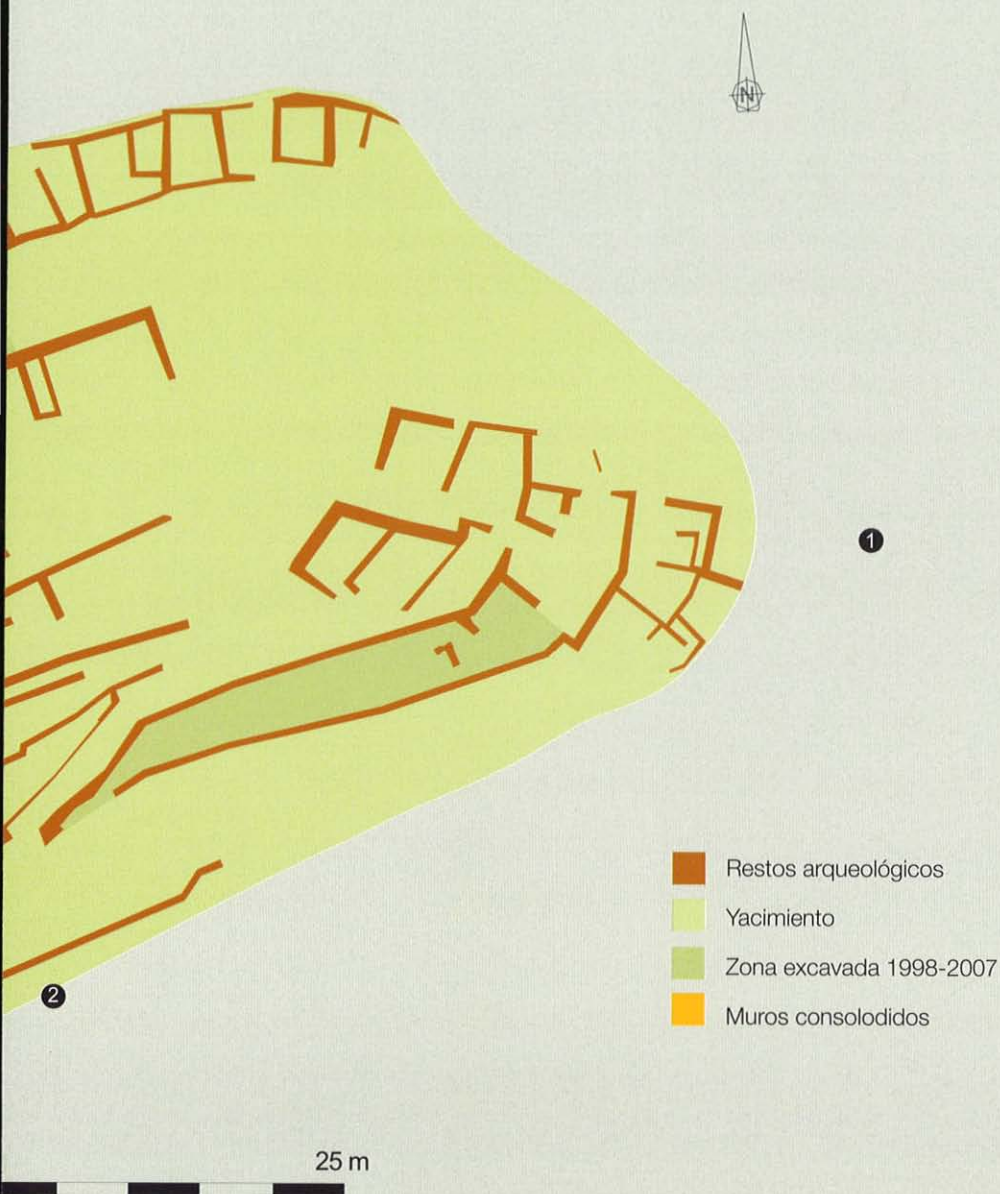 N
1
Restos arqueológicos
Yacimiento
Zona excavada 1998-2007
Muros consolodidos
2
25 m